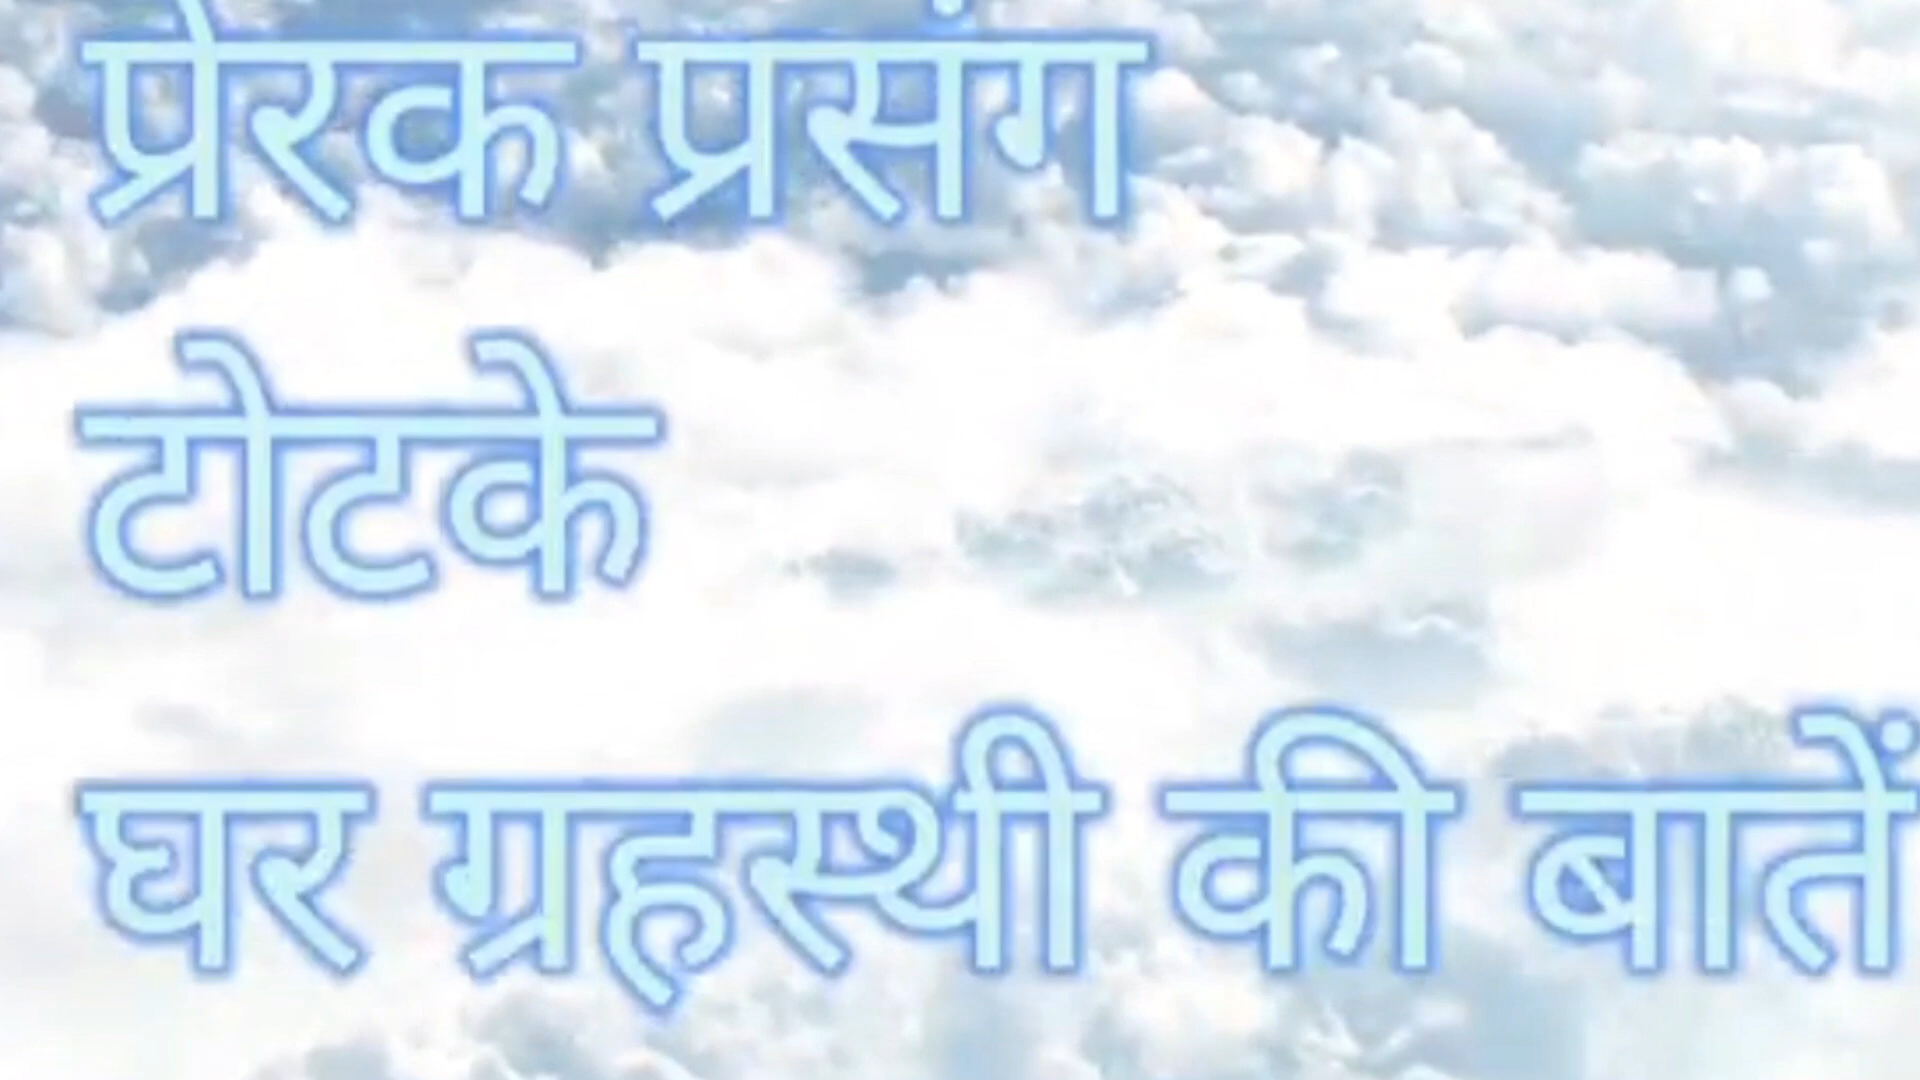 प्रेरक प्रसंग
टोटके
घर ग्रहस्थी की बातें